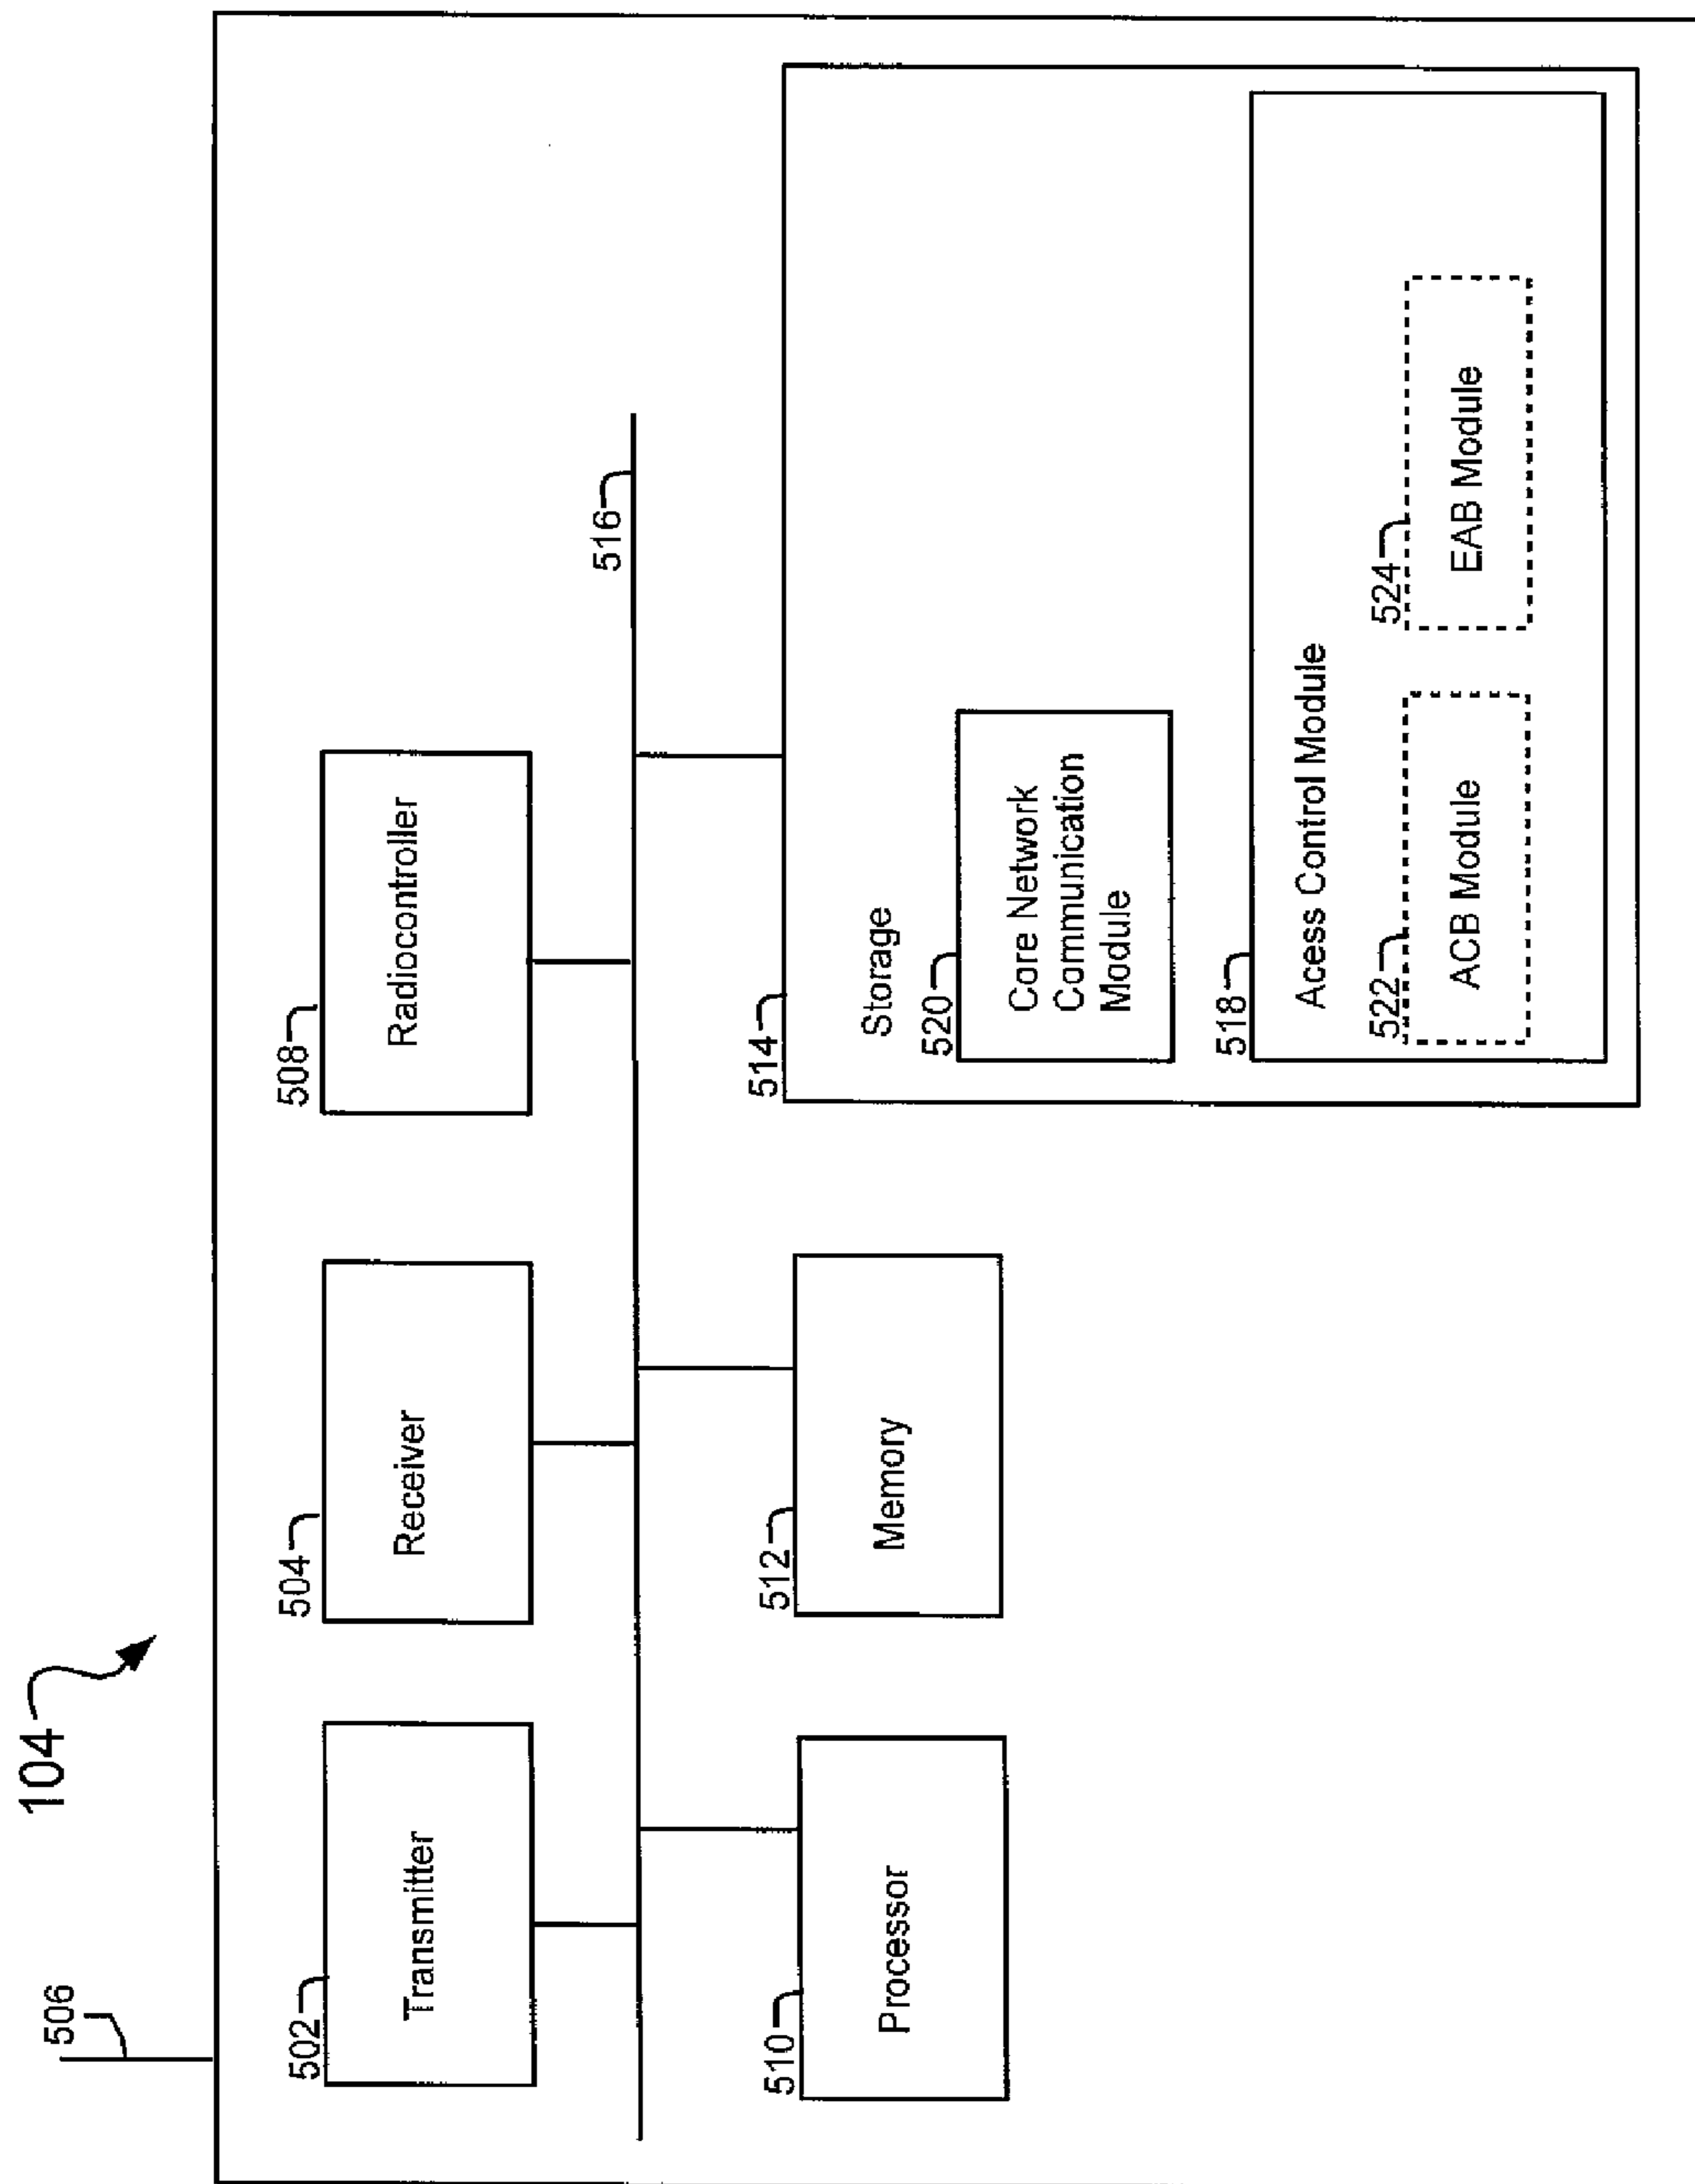 104
506
502
Transmitter
504
Receiver
508
Radiocontroller
516
510
Processor
512
Memory
514
Storage
520
Core Network
Communication
Module
518
Access Control Module
522
ACB Module
524
EAB Module